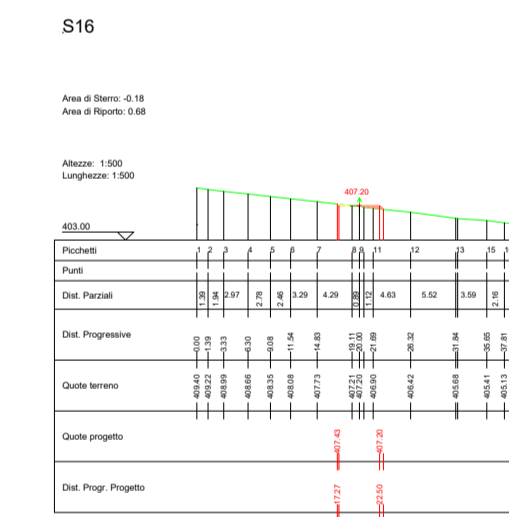 S16
Area di Sterro: -0.18
Area di Riporto: 0.68
Altezze: 1:500
Lunghezze: 1:500
407.20
403.00
Picchetti 1 2 3 4 5 6 7 8 9 11 12 13 15
Punti
Dist. Parziali 1.39 1.94 2.97 2.78 2.46 3.29 4.29 0.89 1.12 4.63 5.52 3.59 2.16
Dist. Progressive 0.00 1.39 3.33 6.30 9.08 11.54 14.83 19.11 20.00 21.69 26.32 31.84 35.65 37.81
Quote terreno 409.40 409.22 408.99 408.66 408.35 408.08 407.73 407.21 407.20 406.90 406.42 405.68 405.41 405.13
Quote progetto 407.43 407.20
Dist. Progr. Progetto 17.27 22.50